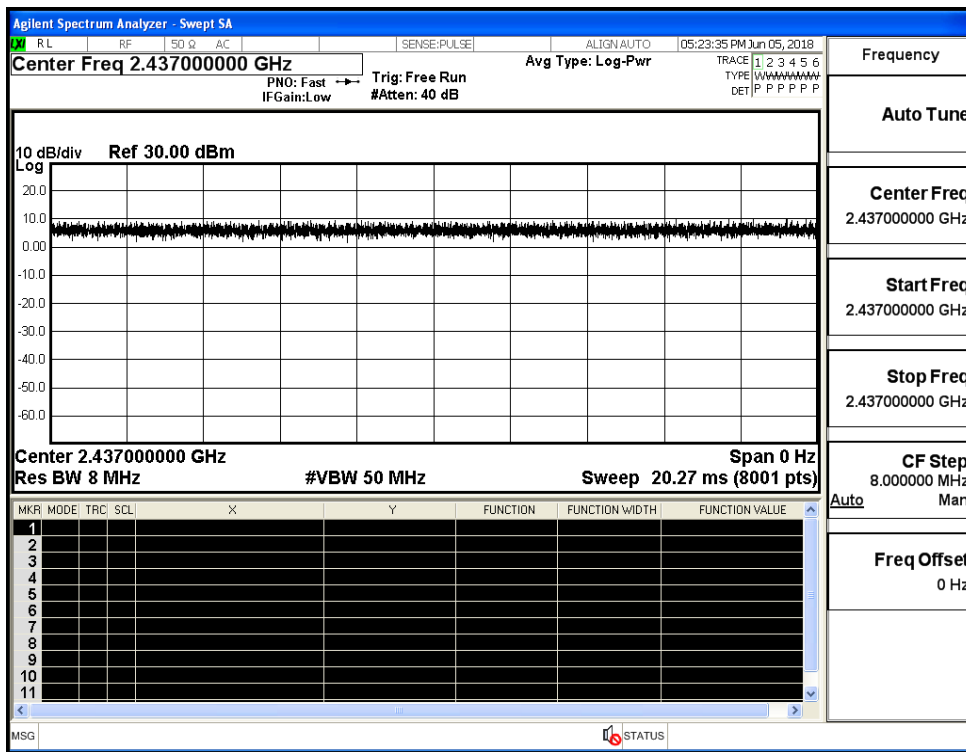 Agilent Spectrum Analyzer - Swept SA
LXI RL RF 50 Ω AC SENSE:PULSE ALIGN AUTO 05:23:35 PM Jun 05, 2018
Center Freq 2.437000000 GHz
PNO: Fast
IFGain:Low
Trig: Free Run
#Atten: 40 dB
Avg Type: Log-Pwr
TRACE 1 2 3 4 5 6
TYPE WWWWWW
DET P P P P P P
10 dB/div Ref 30.00 dBm
Log
20.0
10.0
0.00
-10.0
-20.0
-30.0
-40.0
-50.0
-60.0
Center 2.437000000 GHz Span 0 Hz
Res BW 8 MHz #VBW 50 MHz Sweep 20.27 ms (8001 pts)
MKR MODE TRC SCL X Y FUNCTION FUNCTION WIDTH FUNCTION VALUE
1
2
3
4
5
6
7
8
9
10
11
MSG STATUS
Frequency
Auto Tune
Center Freq
2.437000000 GHz
Start Freq
2.437000000 GHz
Stop Freq
2.437000000 GHz
CF Step
8.000000 MHz
Auto Man
Freq Offset
0 Hz